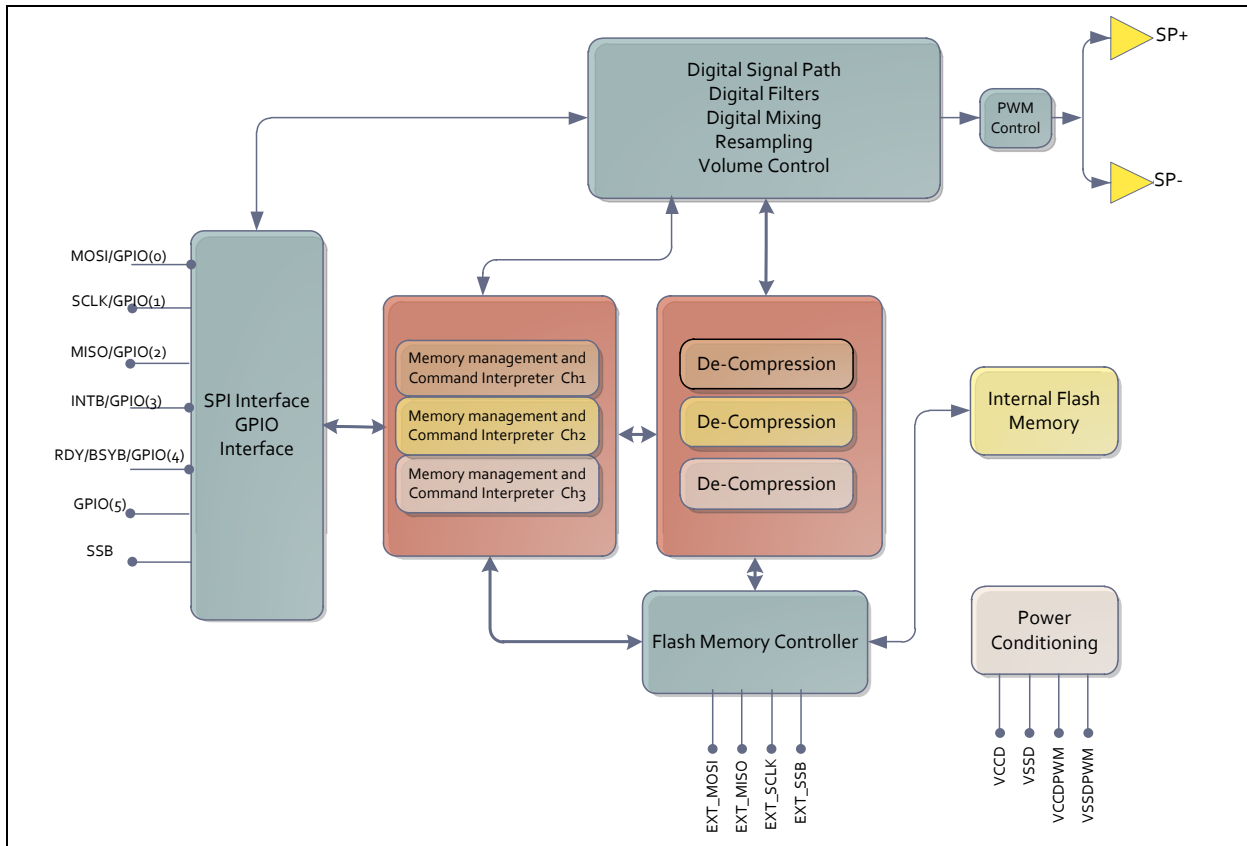 SP+
Digital Signal Path
Digital Filters
Digital Mixing
Resampling
Volume Control
PWM
Control
SP-
MOSI/GPIO(0)
SCLK/GPIO(1)
MISO/GPIO(2)
INTB/GPIO(3)
RDY/BSYB/GPIO(4)
GPIO(5)
SSB
SPI Interface
GPIO
Interface
Memory management and
Command Interpreter Ch1
Memory management and
Command Interpreter Ch2
Memory management and
Command Interpreter Ch3
De-Compression
De-Compression
De-Compression
Internal Flash
Memory
Flash Memory Controller
Power
Conditioning
EXT_MOSI
EXT_MISO
EXT_SCLK
EXT_SSB
VCCD
VSSD
VCCDPWM
VSSDPWM